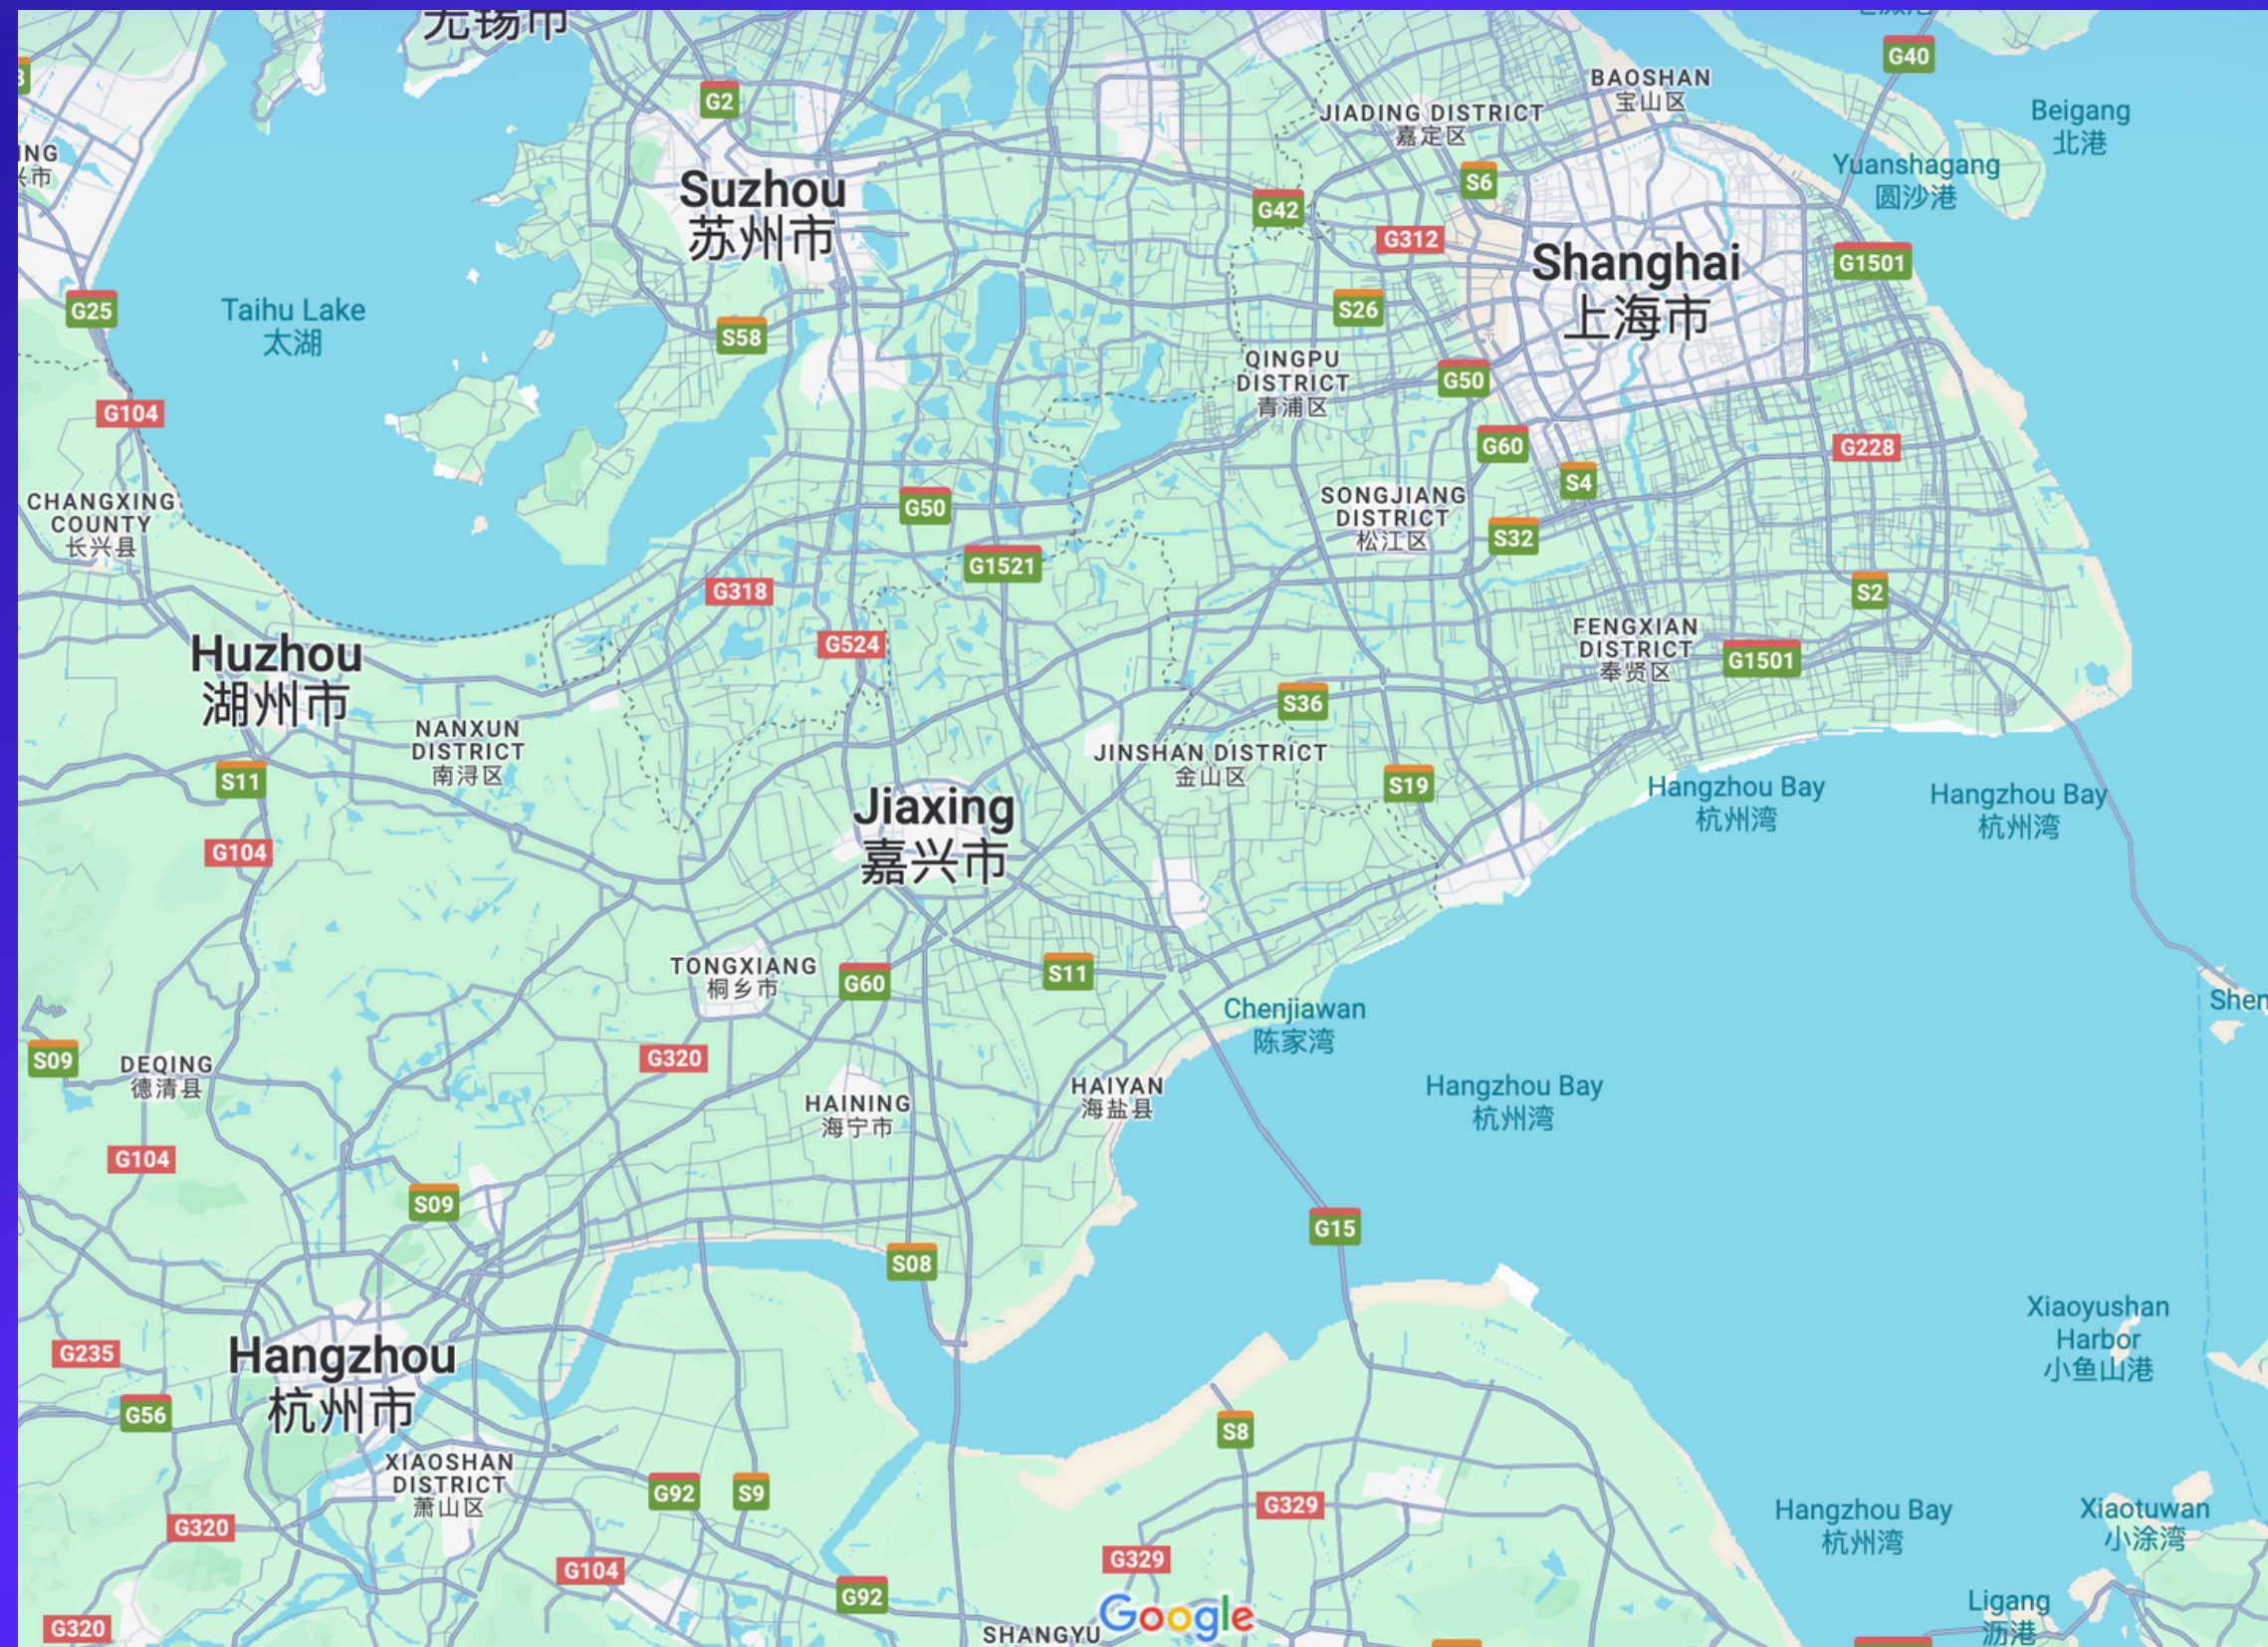 无锡市
G40
BAOSHAN
宝山区
G2
JIADING DISTRICT
嘉定区
Beigang
北港
Yuanshagang
圆沙港
Suzhou
苏州市
S6
G42
G312
Shanghai
上海市
G1501
G25
Taihu Lake
太湖
S58
S26
QINGPU
DISTRICT
青浦区
G50
G104
G60
G228
CHANGXING
COUNTY
长兴县
G50
SONGJIANG
DISTRICT
松江区
S4
S32
G1521
G318
S2
G524
FENGXIAN
DISTRICT
奉贤区
G1501
Huzhou
湖州市
S36
NANXUN
DISTRICT
南浔区
S11
JINSHAN DISTRICT
金山区
S19
Hangzhou Bay
杭州湾
Hangzhou Bay
杭州湾
Jiaxing
嘉兴市
G104
TONGXIANG
桐乡市
G60
S11
Chenjiawan
陈家湾
Shen
S09
DEQING
德清县
G320
HAINING
海宁市
HAIYAN
海盐县
Hangzhou Bay
杭州湾
G104
S09
G15
S08
Xiaoyushan
Harbor
小鱼山港
G235
Hangzhou
杭州市
G56
S8
XIAOSHAN
DISTRICT
萧山区
G92
S9
G329
Hangzhou Bay
杭州湾
Xiaotuwan
小涂湾
G320
G104
G329
G92
Google
Ligang
沥港
G320
SHANGYU